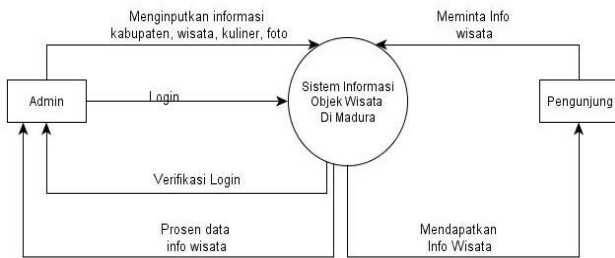 Menginputkan informasi
kabupaten, wisata, kuliner, foto
Meminta Info
wisata
Admin
Login
Sistem Informasi
Objek Wisata
Di Madura
Pengunjung
Verifikasi Login
Prosen data
info wisata
Mendapatkan
Info Wisata